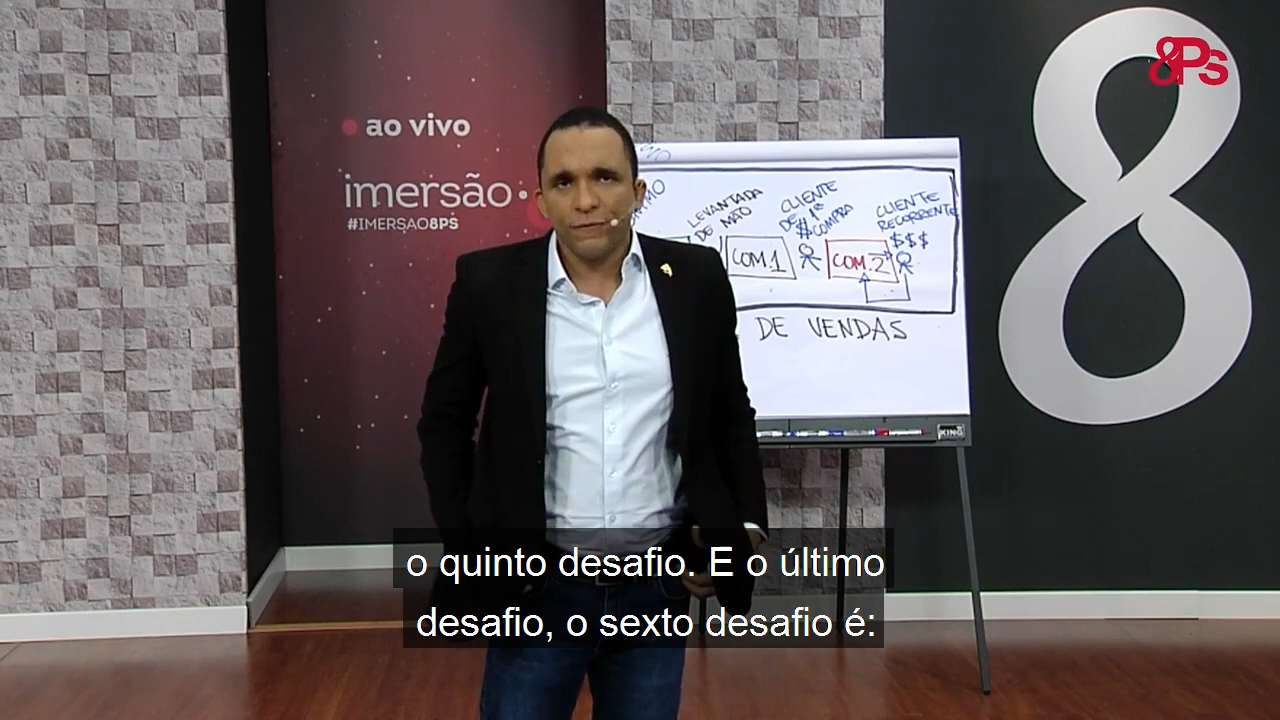 8Ps
8
ao vivo
imersão
#IMERSAO8PS
LEVANTADA
DE MÃO
CLIENTE
DE 1ª
$ COMPRA
CLIENTE
RECORRENTE
$$$
COM.1
COM.2
DE VENDAS
KING
o quinto desafio. E o último
desafio, o sexto desafio é: